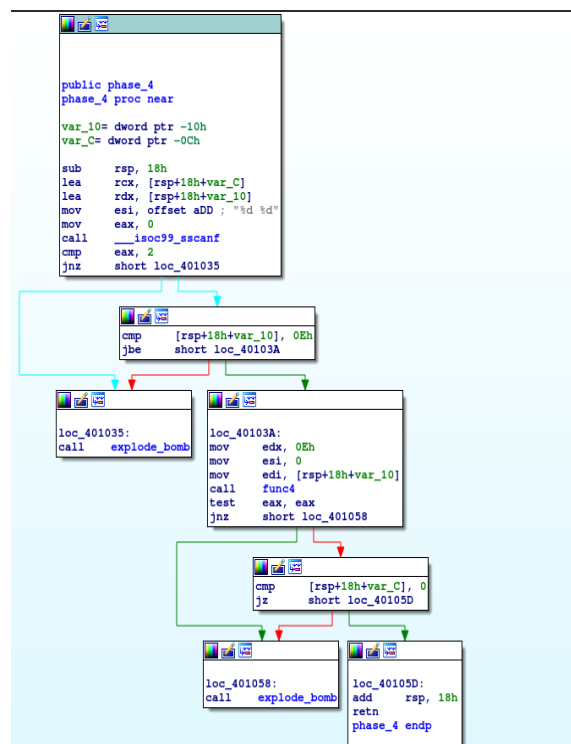 public phase_4
phase_4 proc near
var_10= dword ptr -10h
var_C= dword ptr -0Ch
sub rsp, 18h
lea rcx, [rsp+18h+var_C]
lea rdx, [rsp+18h+var_10]
mov esi, offset aDD ; "%d %d"
mov eax, 0
call ___isoc99_sscanf
cmp eax, 2
jnz short loc_401035
cmp [rsp+18h+var_10], 0Eh
jbe short loc_40103A
loc_401035:
call explode_bomb
loc_40103A:
mov edx, 0Eh
mov esi, 0
mov edi, [rsp+18h+var_10]
call func4
test eax, eax
jnz short loc_401058
cmp [rsp+18h+var_C], 0
jz short loc_40105D
loc_401058:
call explode_bomb
loc_40105D:
add rsp, 18h
retn
phase_4 endp